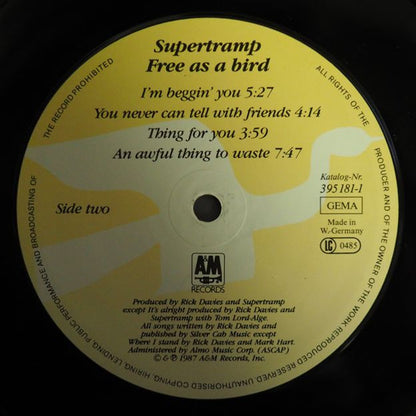 Supertramp
Free as a bird
I'm beggin' you 5:27
You never can tell with friends 4:14
Thing for you 3:59
An awful thing to waste 7:47
Side two
Katalog-Nr.
395 181-1
GEMA
Made in
W.-Germany
LC 0485
A&M
RECORDS
Produced by Rick Davies and Supertramp
except It's alright produced by Rick Davies and
Supertramp with Tom Lord-Alge.
All songs written by Rick Davies and
published by Silver Cab Music except
Where I stand by Rick Davies and Mark Hart.
Administered by Almo Music Corp. (ASCAP)
© & ℗ 1987 A&M Records, Inc.
ALL RIGHTS OF THE PRODUCER AND OF THE OWNER OF THE WORK REPRODUCED RESERVED UNAUTHORISED COPYING, HIRING, LENDING, PUBLIC PERFORMANCE AND BROADCASTING OF THE RECORD PROHIBITED